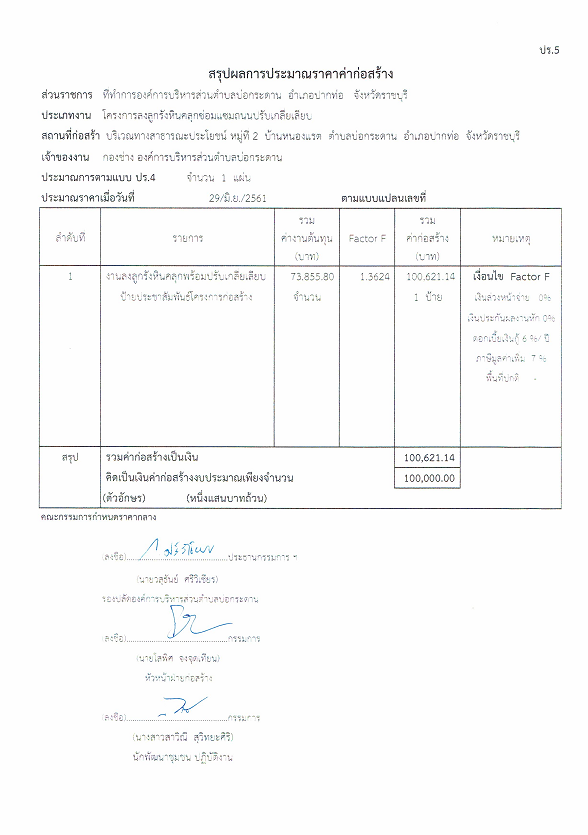 ปร.5
สรุปผลการประมาณราคาค่าก่อสร้าง
ส่วนราชการ ที่ทำการองค์การบริหารส่วนตำบลบ่อกระดาน อำเภอปากท่อ จังหวัดราชบุรี
ประเภทงาน โครงการลงลูกรังหินคลุกซ่อมแซมถนนปรับเกลี่ยเลียบ
สถานที่ก่อสร้า บริเวณทางสาธารณะประโยชน์ หมู่ที่ 2 บ้านหนองแรต ตำบลบ่อกระดาน อำเภอปากท่อ จังหวัดราชบุรี
เจ้าของงาน กองช่าง องค์การบริหารส่วนตำบลบ่อกระดาน
ประมาณการตามแบบ ปร.4 จำนวน 1 แผ่น
ประมาณราคาเมื่อวันที่ 29/มิ.ย./2561 ตามแบบแปลนเลขที่
ลำดับที่ รายการ รวม ค่างานต้นทุน (บาท) Factor F รวม ค่าก่อสร้าง (บาท) หมายเหตุ
1 งานลงลูกรังหินคลุกพร้อมปรับเกลี่ยเลียบ 73,855.80 1.3624 100,621.14 เงื่อนไข Factor F
ป้ายประชาสัมพันธ์โครงการก่อสร้าง จำนวน 1 ป้าย เงินล่วงหน้าจ่าย 0%
เงินประกันผลงานหัก 0%
ดอกเบี้ยเงินกู้ 6 %/ ปี
ภาษีมูลค่าเพิ่ม 7 %
พื้นที่ปกติ -
สรุป รวมค่าก่อสร้างเป็นเงิน 100,621.14
คิดเป็นเงินค่าก่อสร้างงบประมาณเพียงจำนวน 100,000.00
(ตัวอักษร) (หนึ่งแสนบาทถ้วน)
คณะกรรมการกำหนดราคากลาง
(ลงชื่อ)..............................ประธานกรรมการ ฯ
(นายวสุธันย์ ศรีวิเชียร)
รองปลัดองค์การบริหารส่วนตำบลบ่อกระดาน
(ลงชื่อ)..............................กรรมการ
(นายโสพิศ จงจุดเทียน)
หัวหน้าฝ่ายก่อสร้าง
(ลงชื่อ)..............................กรรมการ
(นางสาวสาวิณี สุวิทยะศิริ)
นักพัฒนาชุมชน ปฏิบัติงาน